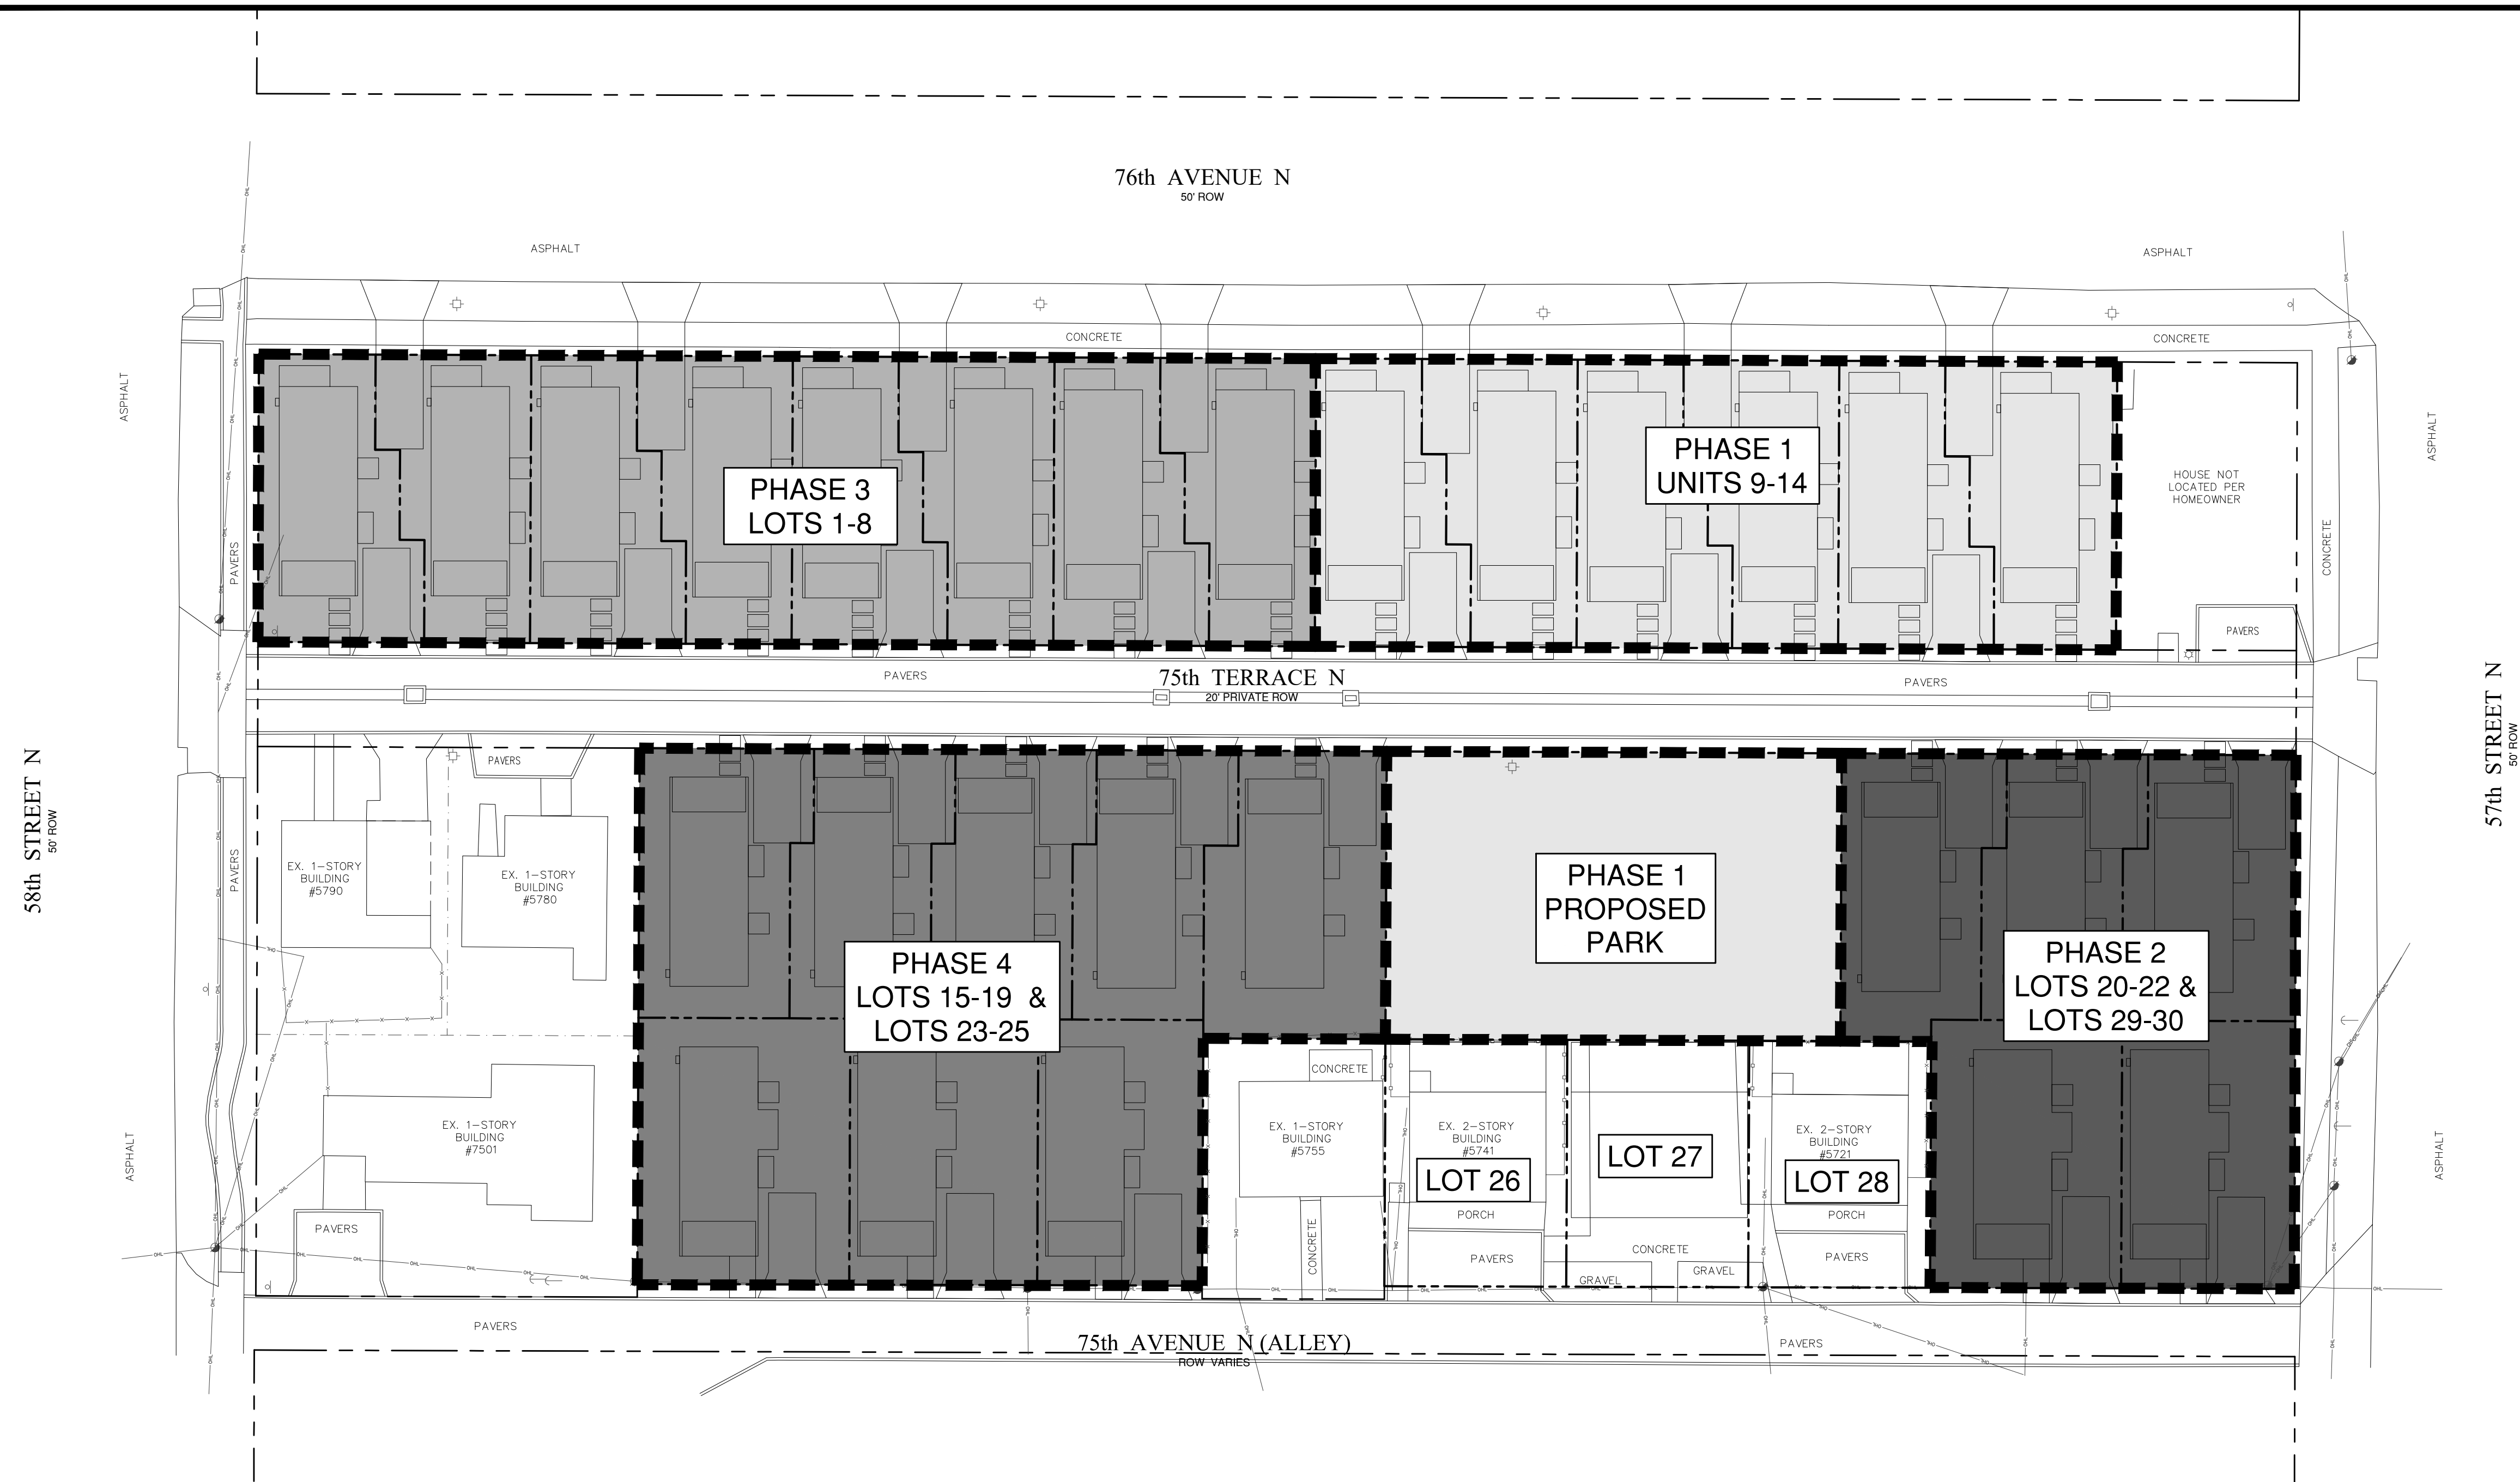 76th AVENUE N
50' ROW
ASPHALT
ASPHALT
CONCRETE
CONCRETE
ASPHALT
ASPHALT
PHASE 1
UNITS 9-14
PHASE 3
LOTS 1-8
HOUSE NOT
LOCATED PER
HOMEOWNER
PAVERS
CONCRETE
PAVERS
PAVERS
75th TERRACE N
20' PRIVATE ROW
PAVERS
58th STREET N
50' ROW
57th STREET N
50' ROW
PAVERS
PAVERS
EX. 1-STORY
BUILDING
#5790
EX. 1-STORY
BUILDING
#5780
PHASE 1
PROPOSED
PARK
PHASE 4
LOTS 15-19 &
LOTS 23-25
PHASE 2
LOTS 20-22 &
LOTS 29-30
CONCRETE
EX. 1-STORY
BUILDING
#7501
EX. 1-STORY
BUILDING
#5755
EX. 2-STORY
BUILDING
#5741
LOT 26
LOT 27
EX. 2-STORY
BUILDING
#5721
LOT 28
ASPHALT
ASPHALT
PAVERS
PORCH
PORCH
CONCRETE
PAVERS
CONCRETE
PAVERS
GRAVEL
GRAVEL
PAVERS
75th AVENUE N (ALLEY)
ROW VARIES
PAVERS